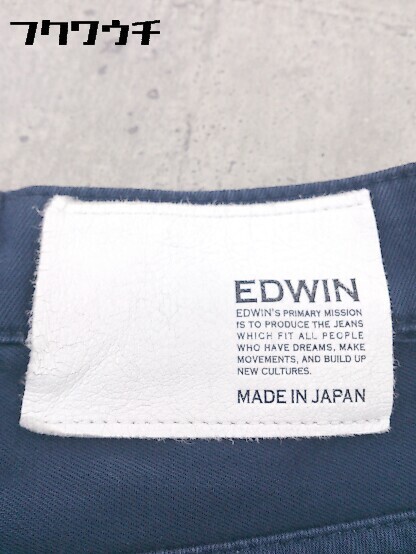 フクワウチ
EDWIN
EDWIN'S PRIMARY MISSION
IS TO PRODUCE THE JEANS
WHICH FIT ALL PEOPLE
WHO HAVE DREAMS, MAKE
MOVEMENTS, AND BUILD UP
NEW CULTURES.
MADE IN JAPAN